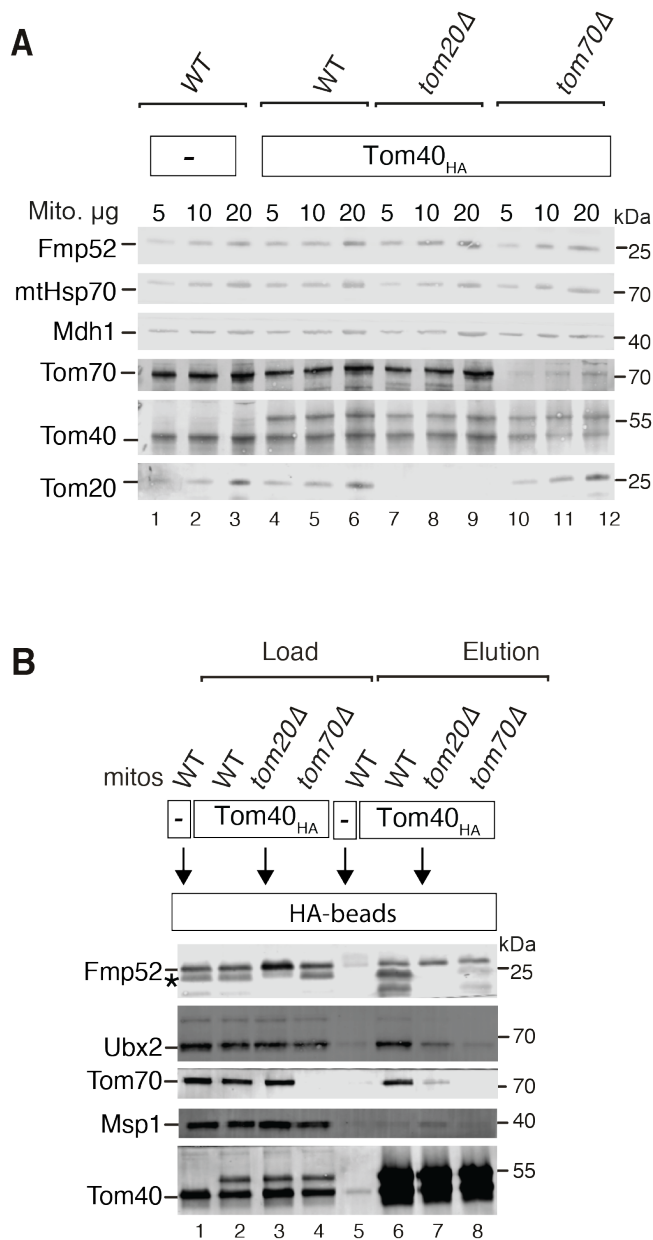 A
WT WT tom20Δ tom70Δ
- Tom40HA
Mito. µg 5 10 20 5 10 20 5 10 20 5 10 20 kDa
Fmp52 25
mtHsp70 70
Mdh1 40
Tom70 70
Tom40 55
Tom20 25
1 2 3 4 5 6 7 8 9 10 11 12
B
Load Elution
mitos WT WT tom20Δ tom70Δ WT WT tom20Δ tom70Δ
- Tom40HA - Tom40HA
HA-beads
kDa
Fmp52 25
*
Ubx2 70
Tom70 70
Msp1 40
Tom40 55
1 2 3 4 5 6 7 8